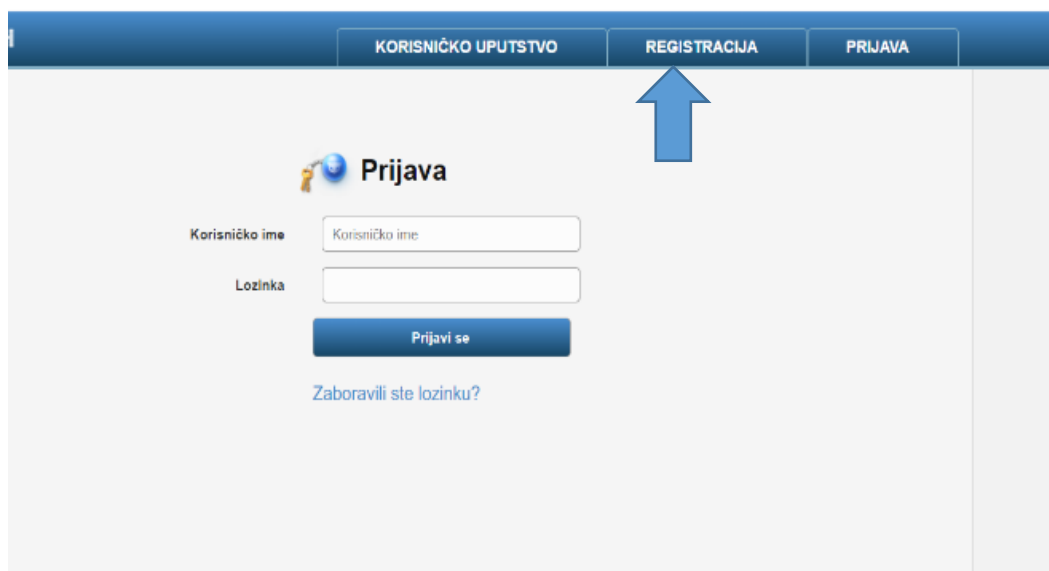 KORISNIČKO UPUTSTVO REGISTRACIJA PRIJAVA
Prijava
Korisničko ime Korisničko ime
Lozinka
Prijavi se
Zaboravili ste lozinku?